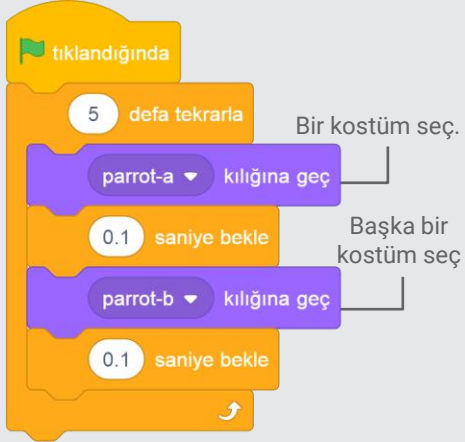 tıklandığında
5 defa tekrarla
Bir kostüm seç.
parrot-a kılığına geç
0.1 saniye bekle
Başka bir
kostüm seç
parrot-b kılığına geç
0.1 saniye bekle